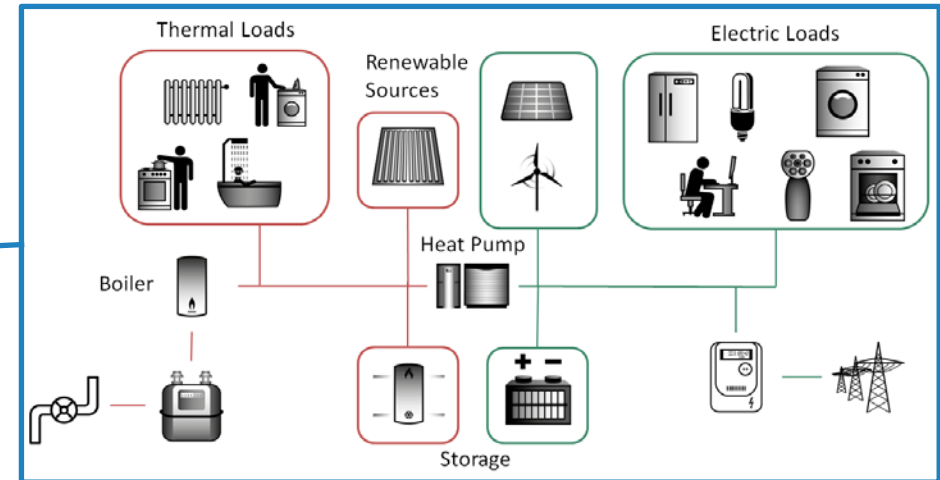 Thermal Loads
Renewable
Sources
Electric Loads
Heat Pump
Boiler
Storage